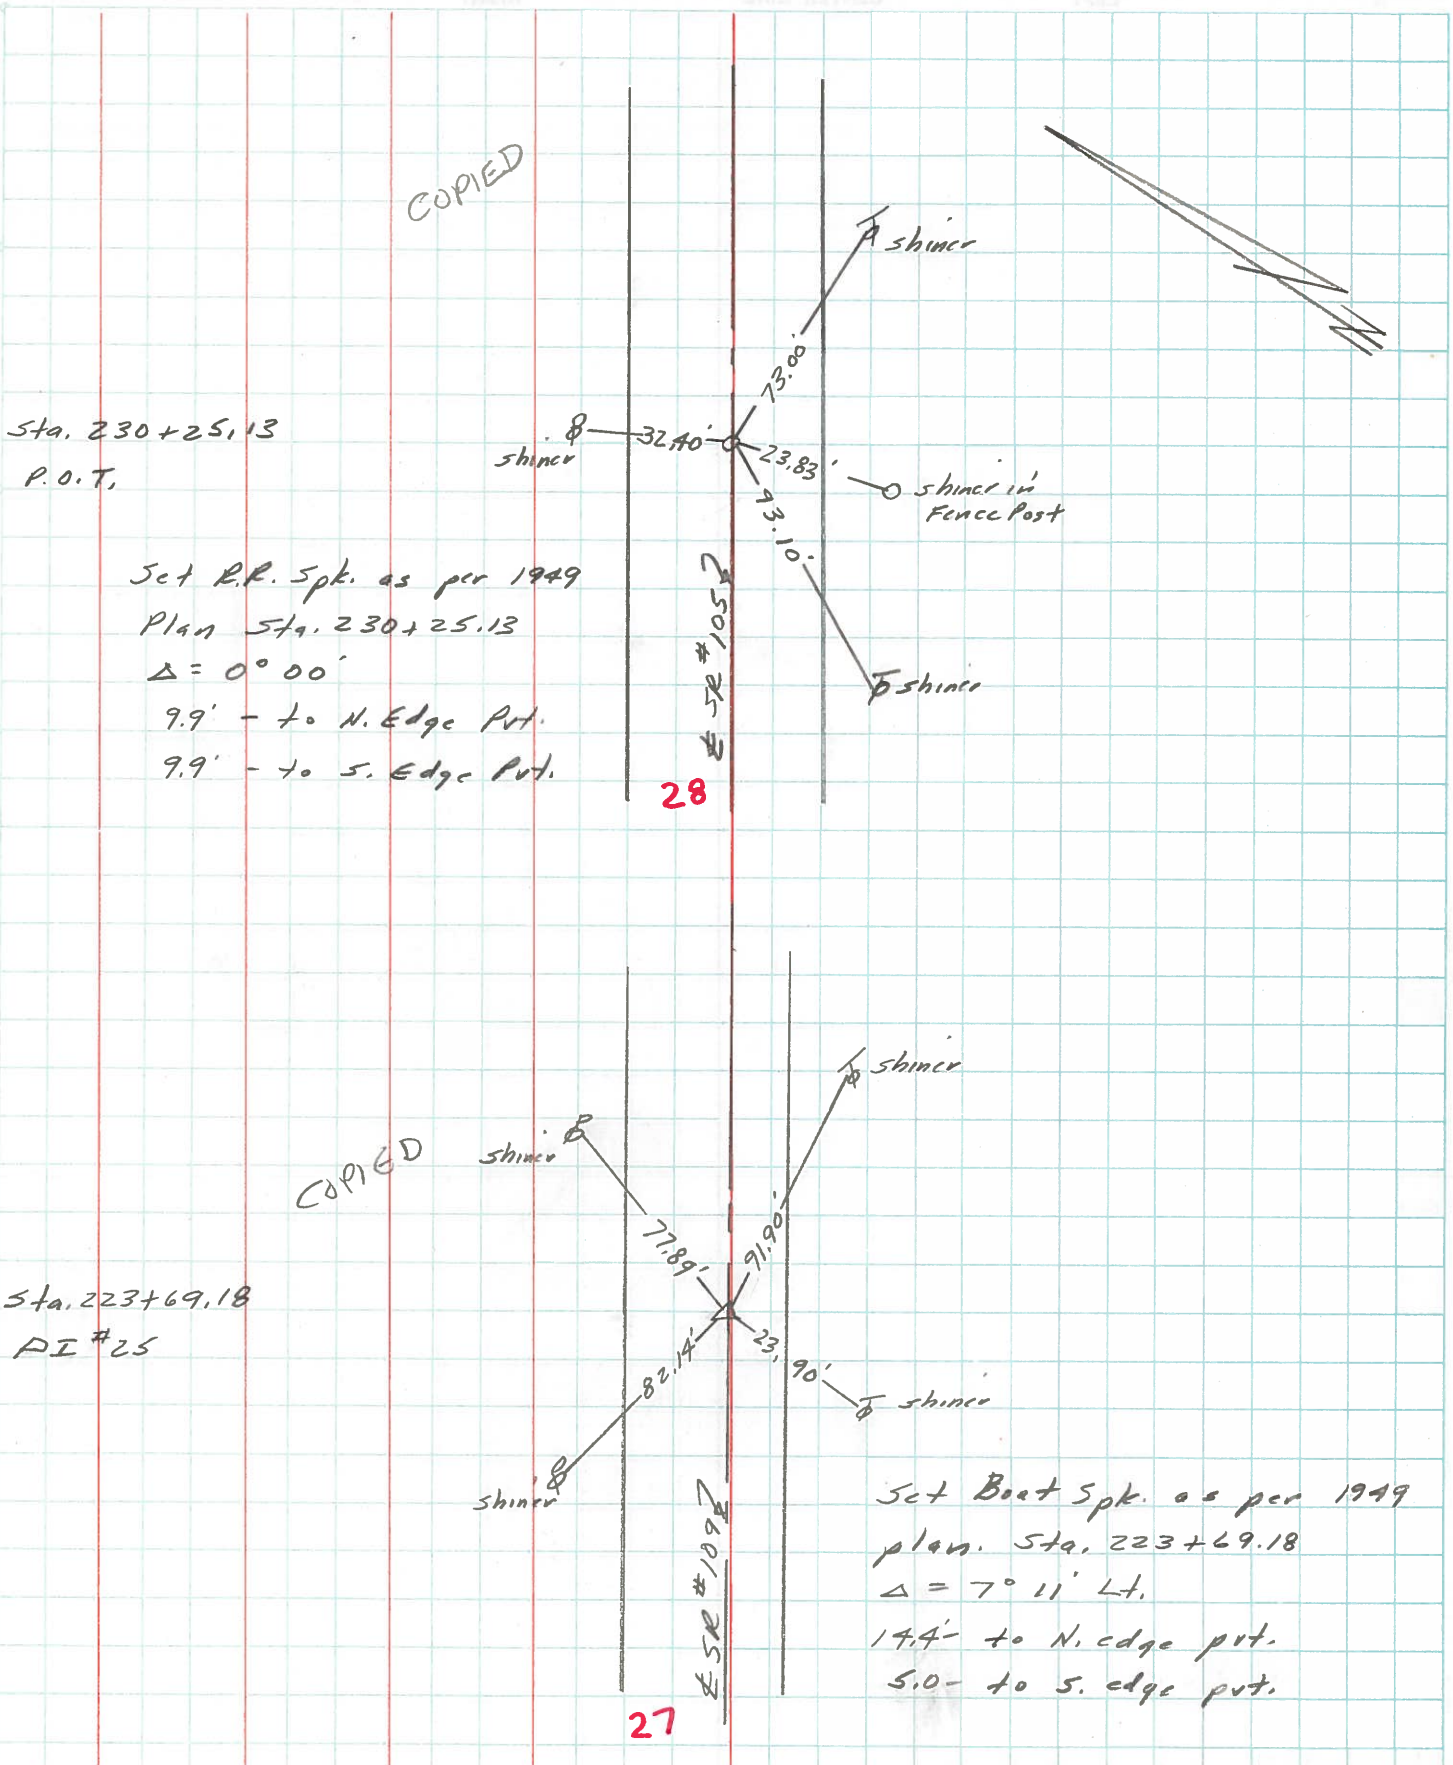 COPIED
shiner
73.00'
Sta. 230+25.13
P.O.T.
shiner
32.40'
23.83'
shiner in
Fence Post
93.10'
shiner
Set R.R. Spk. as per 1949
Plan Sta. 230+25.13
Δ = 0° 00'
9.9' - to N. Edge Pvt.
9.9' - to S. Edge Pvt.
℄ SR #105
28
shiner
shiner
COPIED
77.89'
91.90'
Sta. 223+69.18
PI #25
82.14'
23.90'
shiner
shiner
Set Boat Spk. as per 1949
plan. Sta. 223+69.18
Δ = 7° 11' Lt.
14.4'- to N. edge pvt.
5.0- to S. edge pvt.
℄ SR #109
27